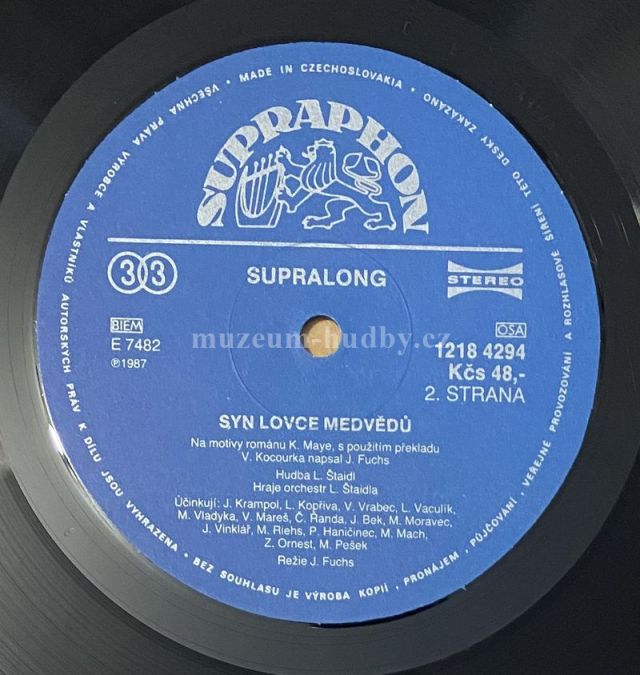 • MADE IN CZECHOSLOVAKIA •
VŠECHNA PRÁVA VÝROBCE A VLASTNÍKŮ AUTORSKÝCH PRÁV K DÍLU JSOU VYHRAZENA • BEZ SOUHLASU JE VÝROBA KOPIÍ, PRONÁJEM, PŮJČOVÁNÍ, VEŘEJNÉ PROVOZOVÁNÍ A ROZHLASOVÉ ŠÍŘENÍ TÉTO DESKY ZAKÁZÁNO
SUPRAPHON
33 SUPRALONG STEREO
BIEM OSA
muzeum-hudby.cz
E 7482 1218 4294
℗1987 Kčs 48,-
2. STRANA
SYN LOVCE MEDVĚDŮ
Na motivy románu K. Maye, s použitím překladu
V. Kocourka napsal J. Fuchs
Hudba L. Štaidl
Hraje orchestr L. Štaidla
Účinkují: J. Krampol, L. Kopřiva, V. Vrabec, L. Vaculík,
M. Vladyka, V. Mareš, Č. Řanda, J. Bek, M. Moravec,
J. Vinklář, M. Riehs, P. Haničinec, M. Mach,
Z. Ornest, M. Pešek
Režie J. Fuchs